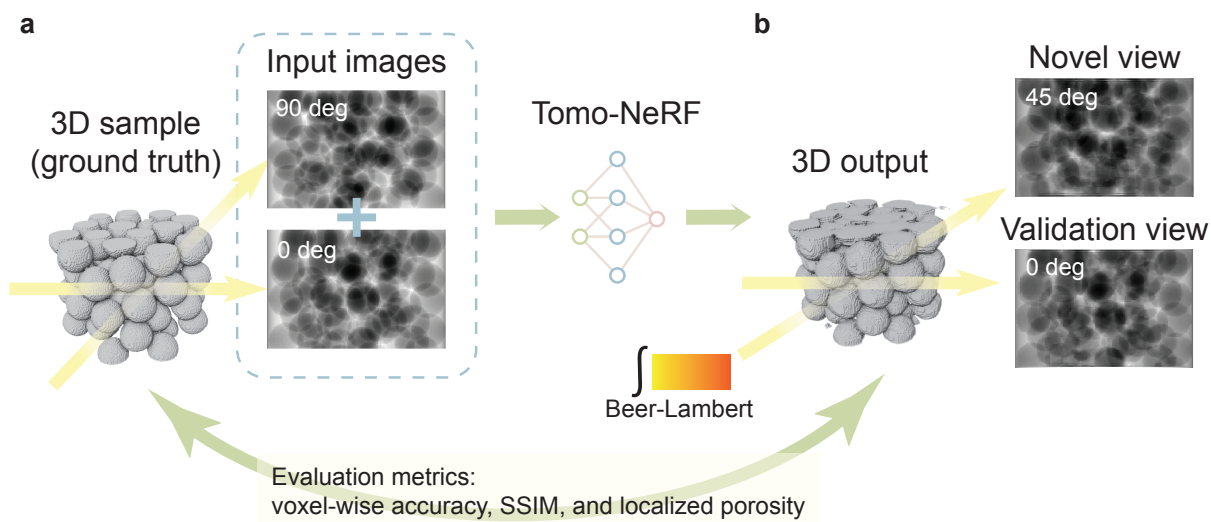 a
Input images
90 deg
0 deg
3D sample
(ground truth)
Tomo-NeRF
b
3D output
Novel view
45 deg
Validation view
0 deg
∫
Beer-Lambert
Evaluation metrics:
voxel-wise accuracy, SSIM, and localized porosity